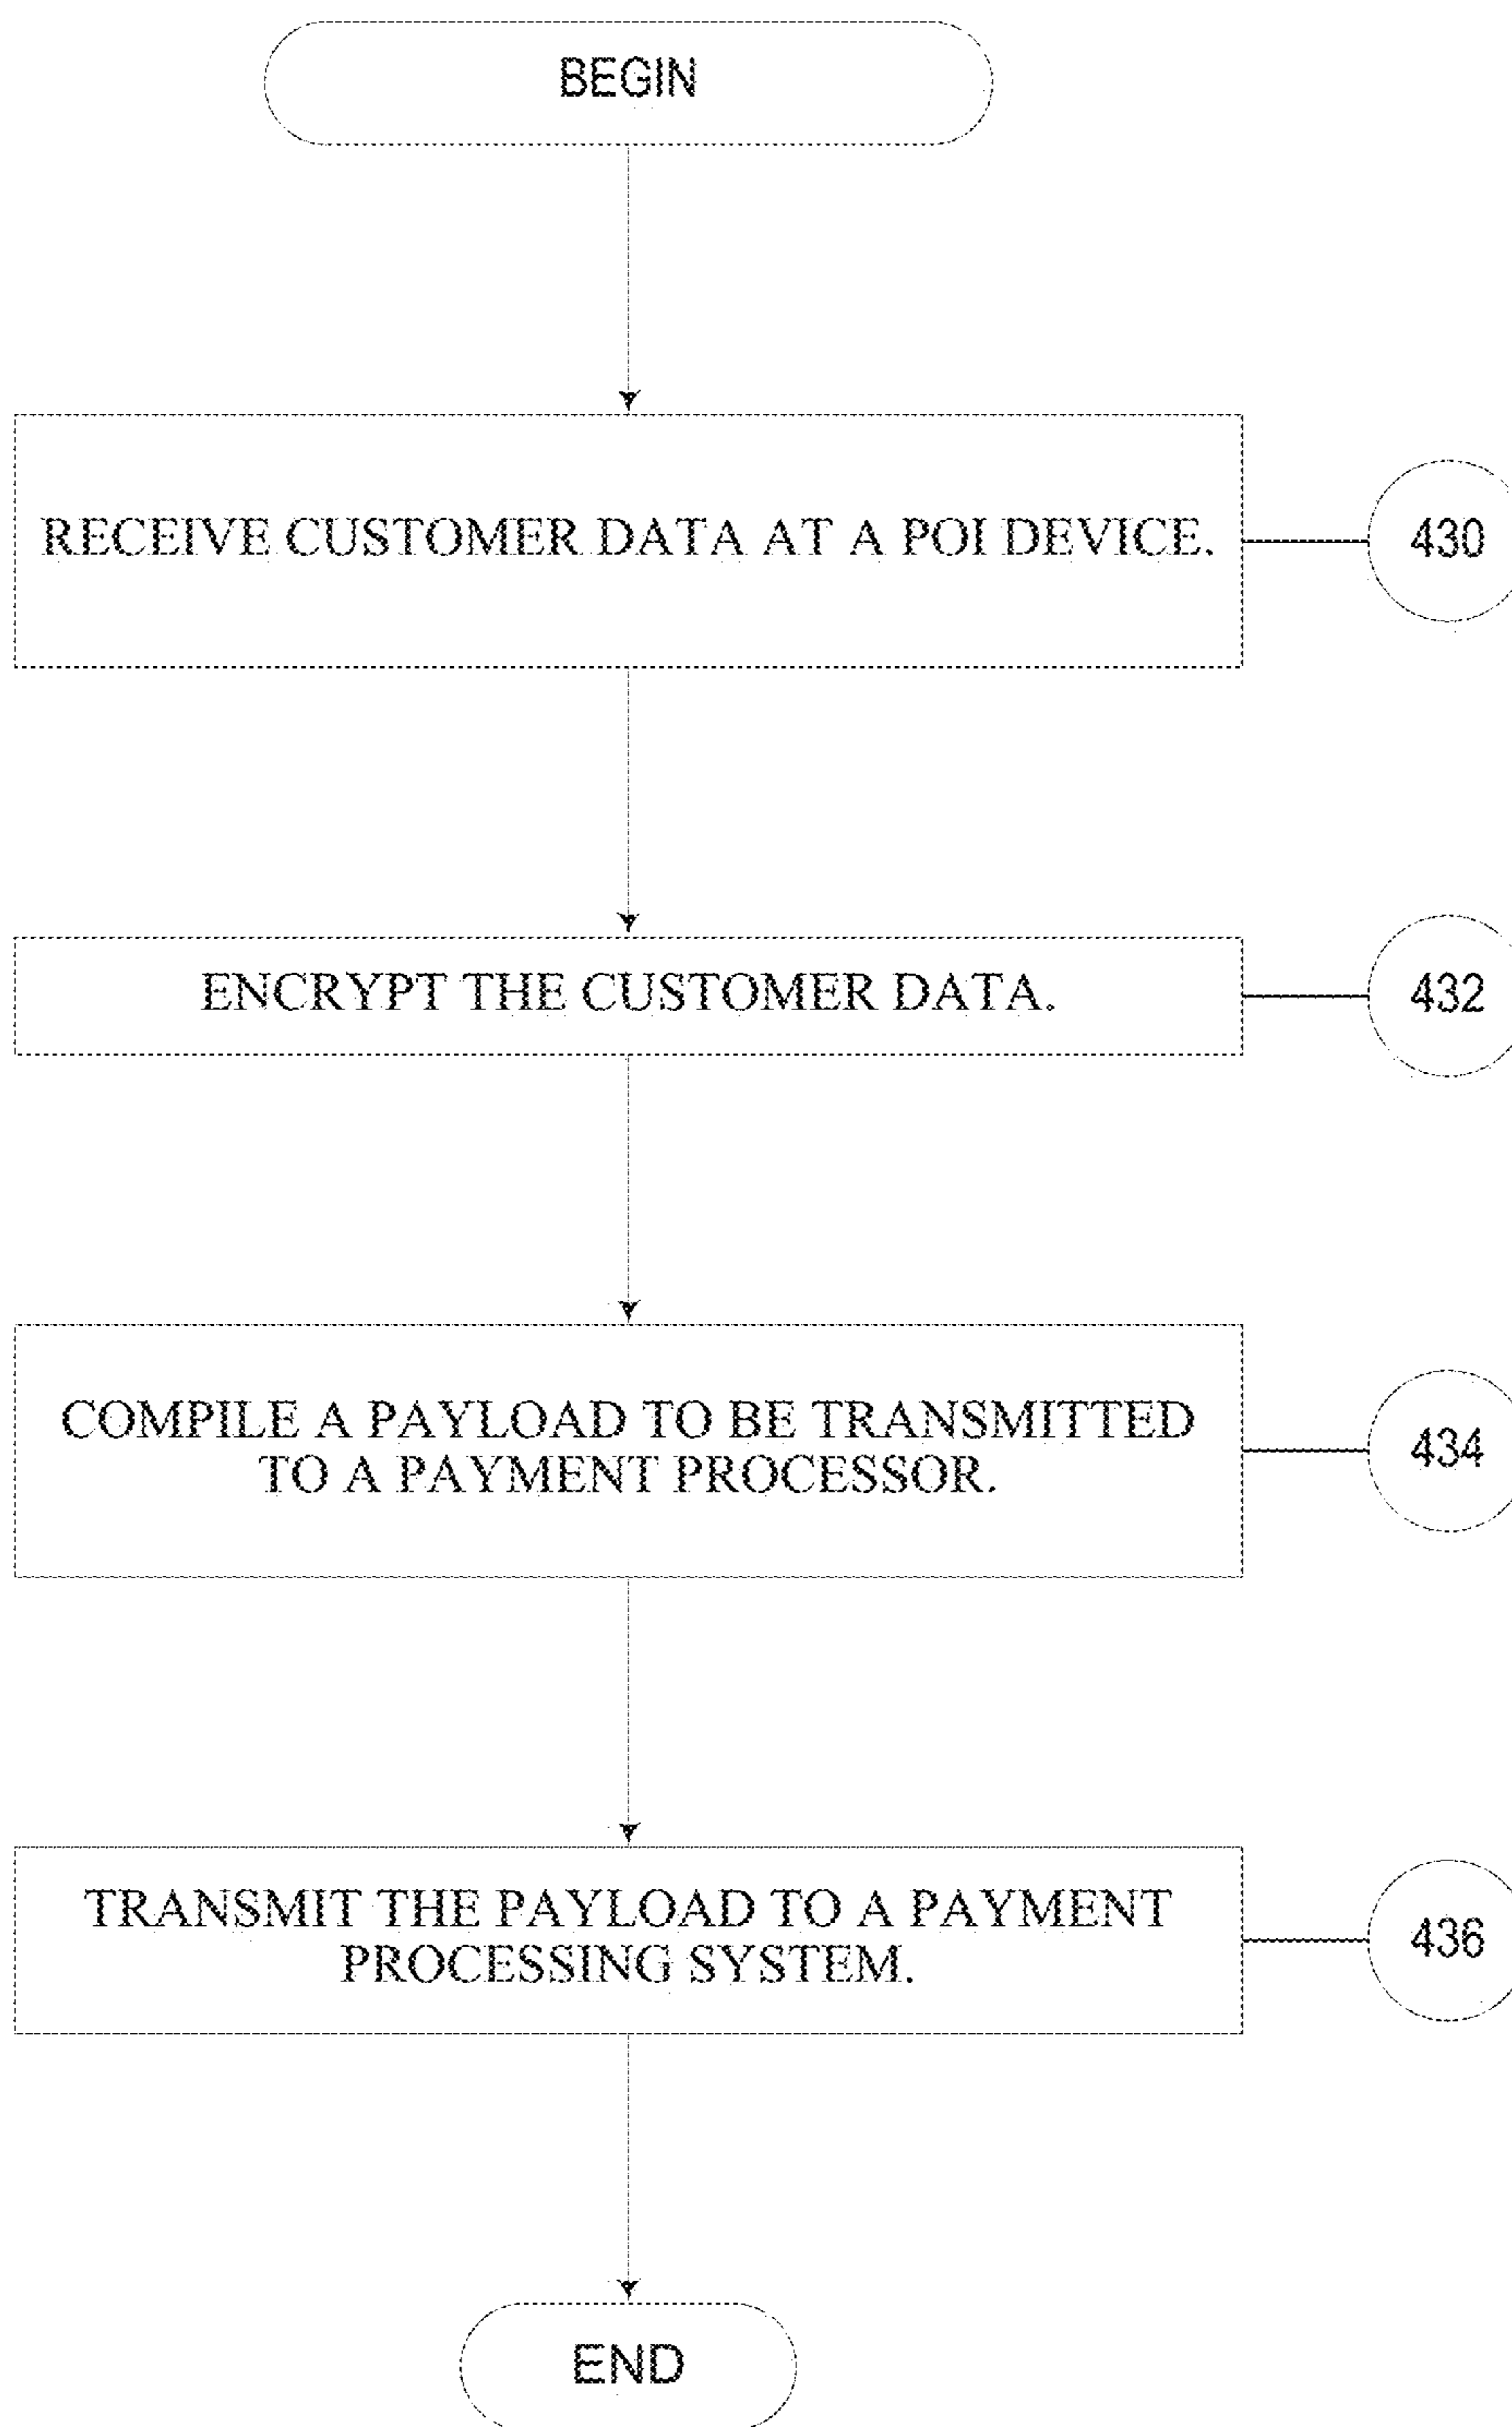 BEGIN
RECEIVE CUSTOMER DATA AT A POI DEVICE.
430
ENCRYPT THE CUSTOMER DATA.
432
COMPILE A PAYLOAD TO BE TRANSMITTED
TO A PAYMENT PROCESSOR.
434
TRANSMIT THE PAYLOAD TO A PAYMENT
PROCESSING SYSTEM.
436
END